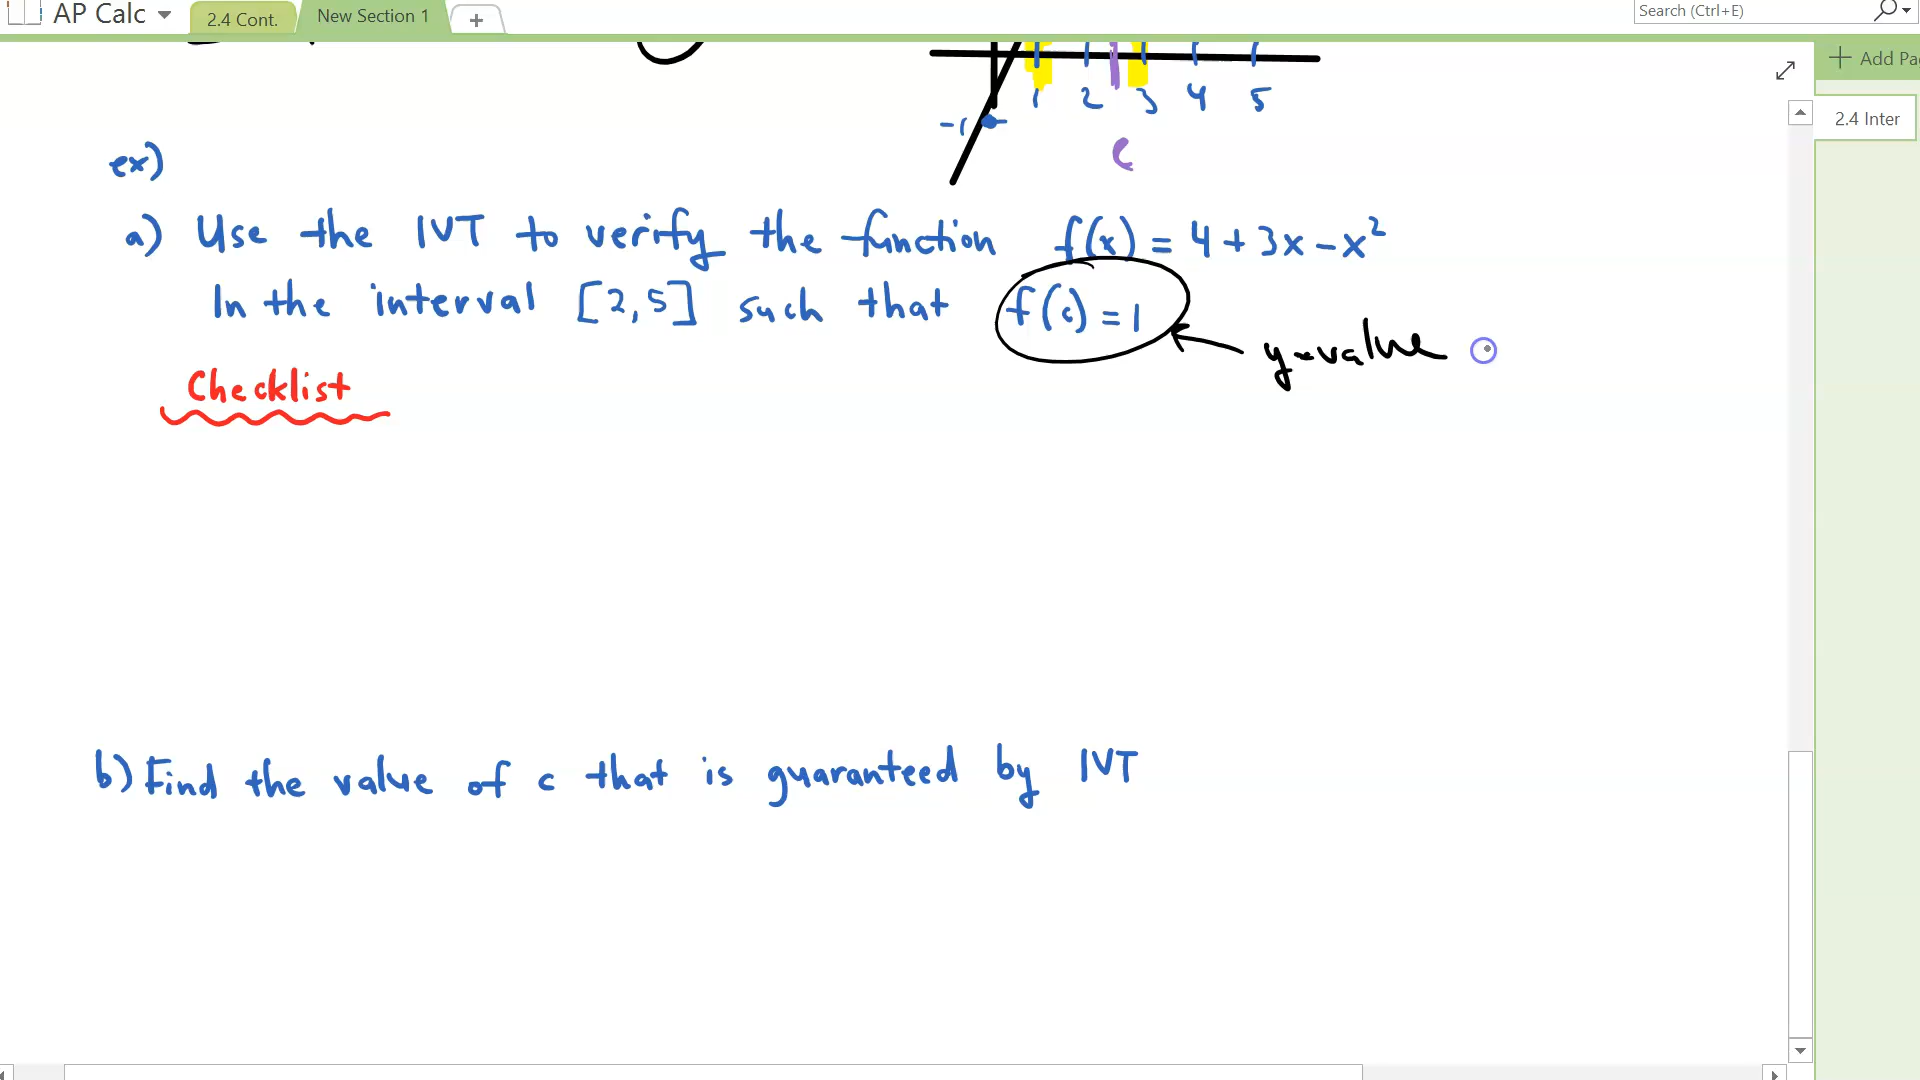 AP Calc
2.4 Cont.
New Section 1
+
Search (Ctrl+E)
Add Pa
2.4 Inter
1 2 3 4 5
-1
c
ex)
a) Use the IVT to verify the function f(x) = 4 + 3x - x²
In the interval [2,5] such that f(c) = 1
y-value
Checklist
b) Find the value of c that is guaranteed by IVT